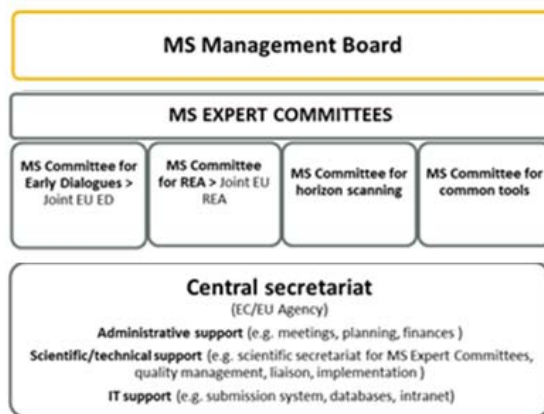 MS Management Board
MS EXPERT COMMITTEES
MS Committee for
Early Dialogues >
Joint EU ED
MS Committee
for REA > Joint EU
REA
MS Committee for
horizon scanning
MS Committee for
common tools
Central secretariat
(EC/EU Agency)
Administrative support (e.g. meetings, planning, finances )
Scientific/technical support (e.g. scientific secretariat for MS Expert Committees,
quality management, liaison, implementation )
IT support (e.g. submission system, databases, intranet)